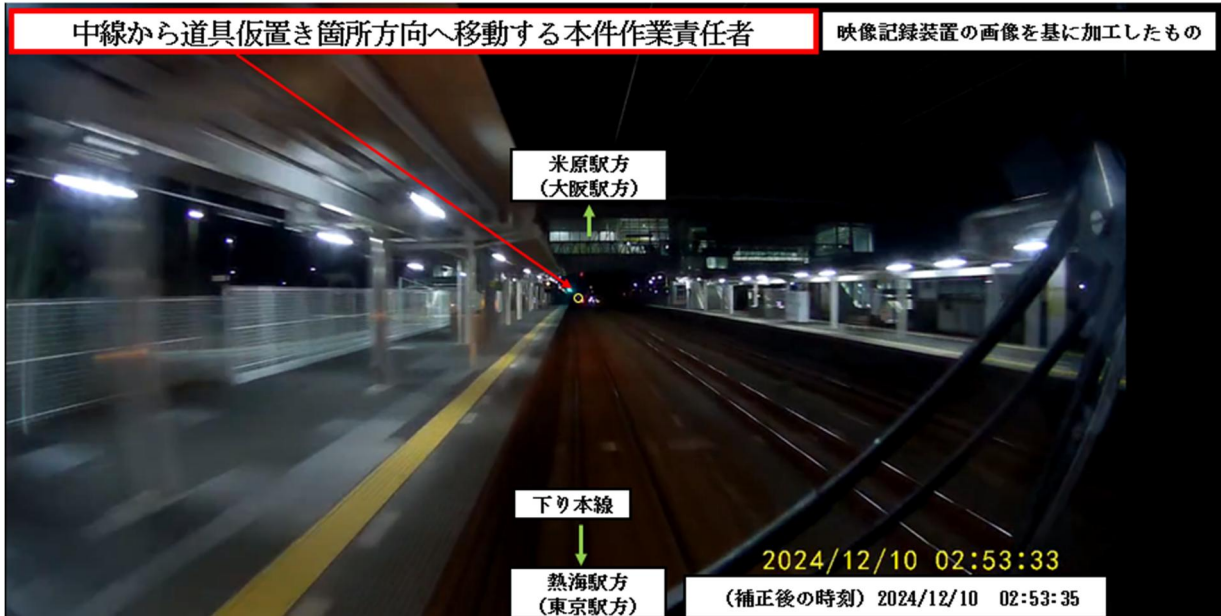 中線から道具仮置き箇所方向へ移動する本件作業責任者
映像記録装置の画像を基に加工したもの
米原駅方
(大阪駅方)
下り本線
熱海駅方
(東京駅方)
2024/12/10 02:53:33
(補正後の時刻) 2024/12/10 02:53:35